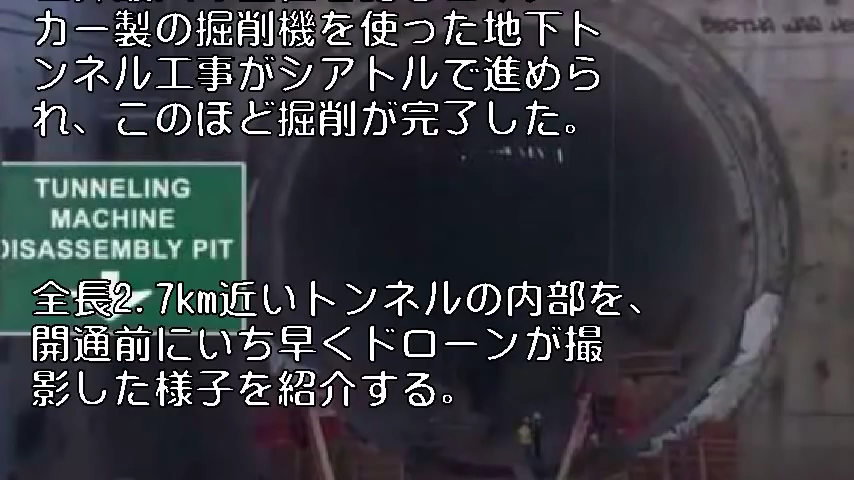 カー製の掘削機を使った地下ト
ンネル工事がシアトルで進めら
れ、このほど掘削が完了した。
TUNNELING
MACHINE
DISASSEMBLY PIT
全長2.7km近いトンネルの内部を、
開通前にいち早くドローンが撮
影した様子を紹介する。